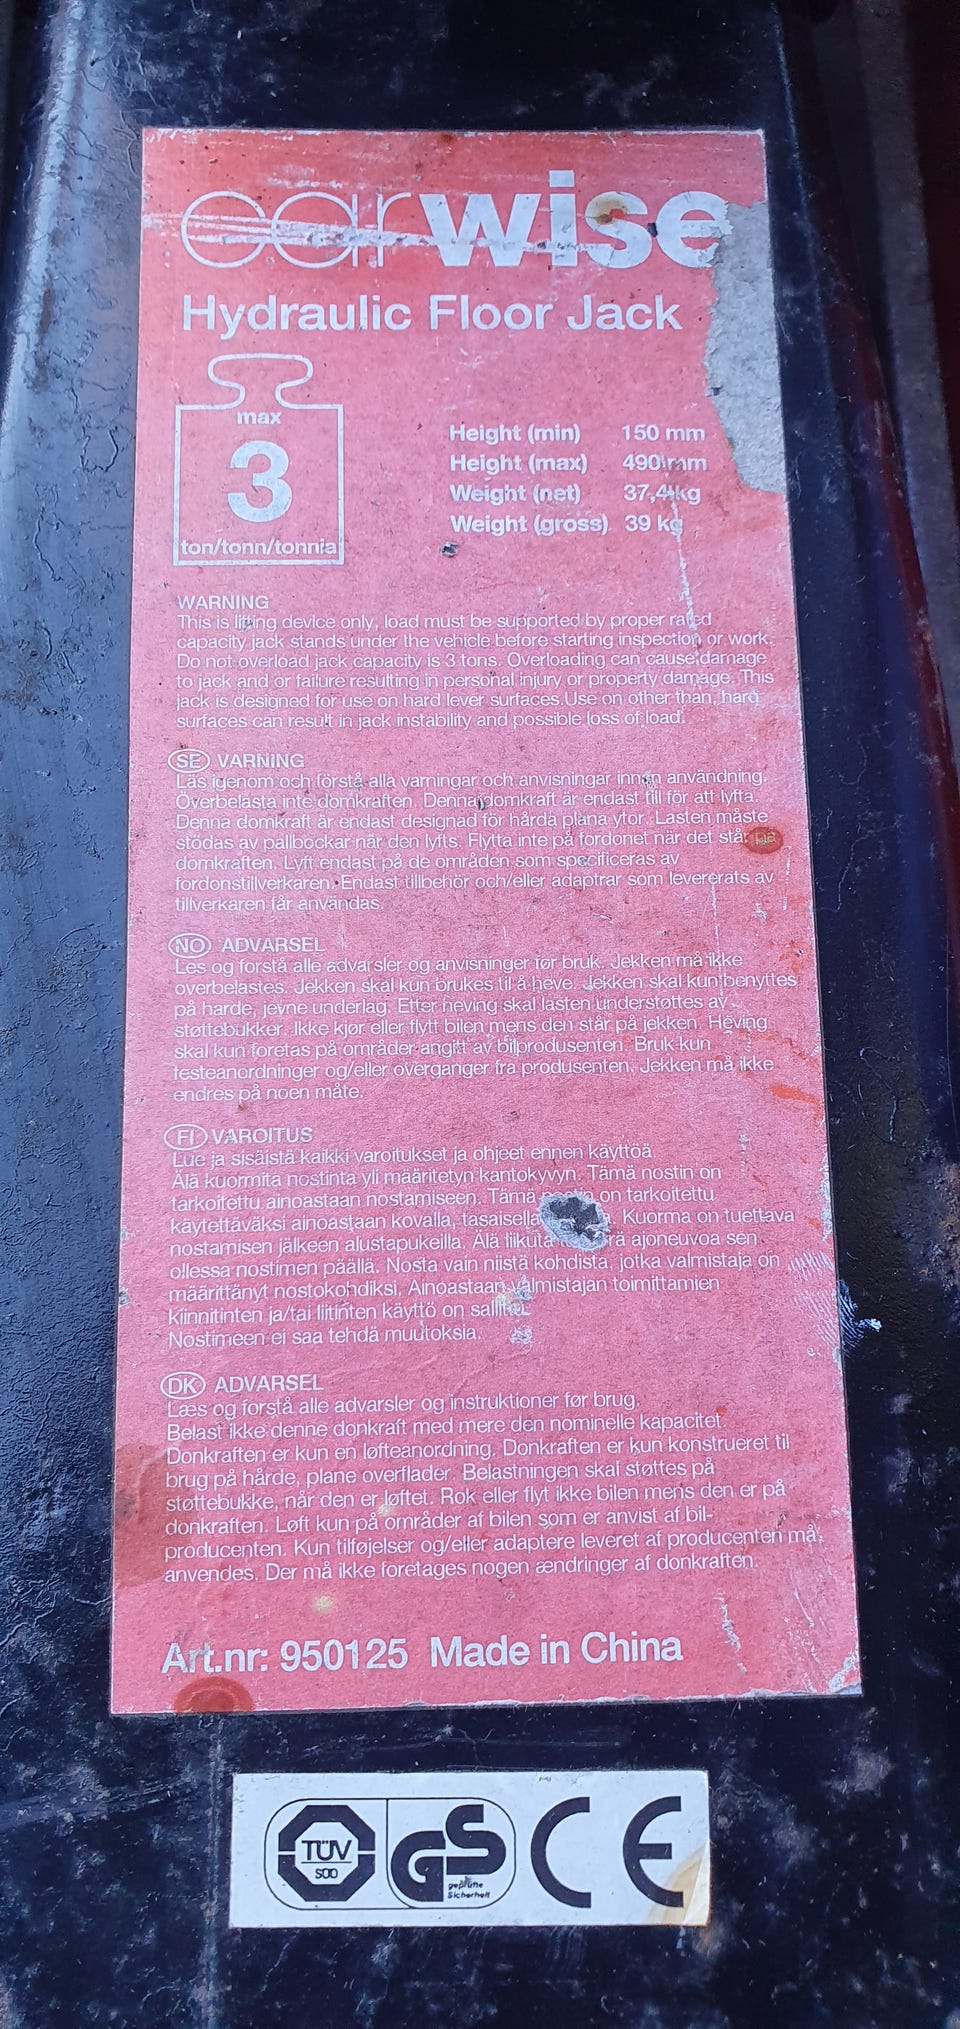 carwise
Hydraulic Floor Jack
max
3
ton/tonn/tonnia
Height (min) 150 mm
Height (max) 490 mm
Weight (net) 37,4 kg
Weight (gross) 39 kg
WARNING
This is lifting device only, load must be supported by proper rated
capacity jack stands under the vehicle before starting inspection or work.
Do not overload jack capacity is 3 tons. Overloading can cause damage
to jack and or failure resulting in personal injury or property damage. This
jack is designed for use on hard lever surfaces.Use on other than, hard
surfaces can result in jack instability and possible loss of load.
SE VARNING
Läs igenom och förstå alla varningar och anvisningar innan användning.
Överbelasta inte domkraften. Denna domkraft är endast till för att lyfta.
Denna domkraft är endast designad för hårda plana ytor. Lasten måste
stödas av pallbockar när den lyfts. Flytta inte på fordonet när det står på
domkraften. Lyft endast på de områden som specificeras av
fordonstillverkaren. Endast tillbehör och/eller adaptrar som levererats av
tillverkaren får användas.
NO ADVARSEL
Les og forstå alle advarsler og anvisninger før bruk. Jekken må ikke
overbelastes. Jekken skal kun brukes til å heve. Jekken skal kun benyttes
på harde, jevne underlag. Etter heving skal lasten understøttes av
støttebukker. Ikke kjør eller flytt bilen mens den står på jekken. Heving
skal kun foretas på områder angitt av bilprodusenten. Bruk kun
festeanordninger og/eller overganger fra produsenten. Jekken må ikke
endres på noen måte.
FI VAROITUS
Lue ja sisäistä kaikki varoitukset ja ohjeet ennen käyttöä.
Älä kuormita nostinta yli määritetyn kantokyvyn. Tämä nostin on
tarkoitettu ainoastaan nostamiseen. Tämä on tarkoitettu
käytettäväksi ainoastaan kovalla, tasaisella Kuorma on tuettava
nostamisen jälkeen alustapukeilla. Älä liikuta ajoneuvoa sen
ollessa nostimen päällä. Nosta vain niistä kohdista, jotka valmistaja on
määrittänyt nostokohdiksi. Ainoastaan valmistajan toimittamien
kiinnitinten ja/tai liitinten käyttö on sallittu.
Nostimeen ei saa tehdä muutoksia.
DK ADVARSEL
Læs og forstå alle advarsler og instruktioner før brug.
Belast ikke denne donkraft med mere den nominelle kapacitet.
Donkraften er kun en løfteanordning. Donkraften er kun konstrueret til
brug på hårde, plane overflader. Belastningen skal støttes på
støttebukke, når den er løftet. Rok eller flyt ikke bilen mens den er på
donkraften. Løft kun på områder af bilen som er anvist af bil-
producenten. Kun tilføjelser og/eller adaptere leveret af producenten må
anvendes. Der må ikke foretages nogen ændringer af donkraften.
Art.nr: 950125 Made in China
TÜV SÜD GS geprüfte Sicherheit CE